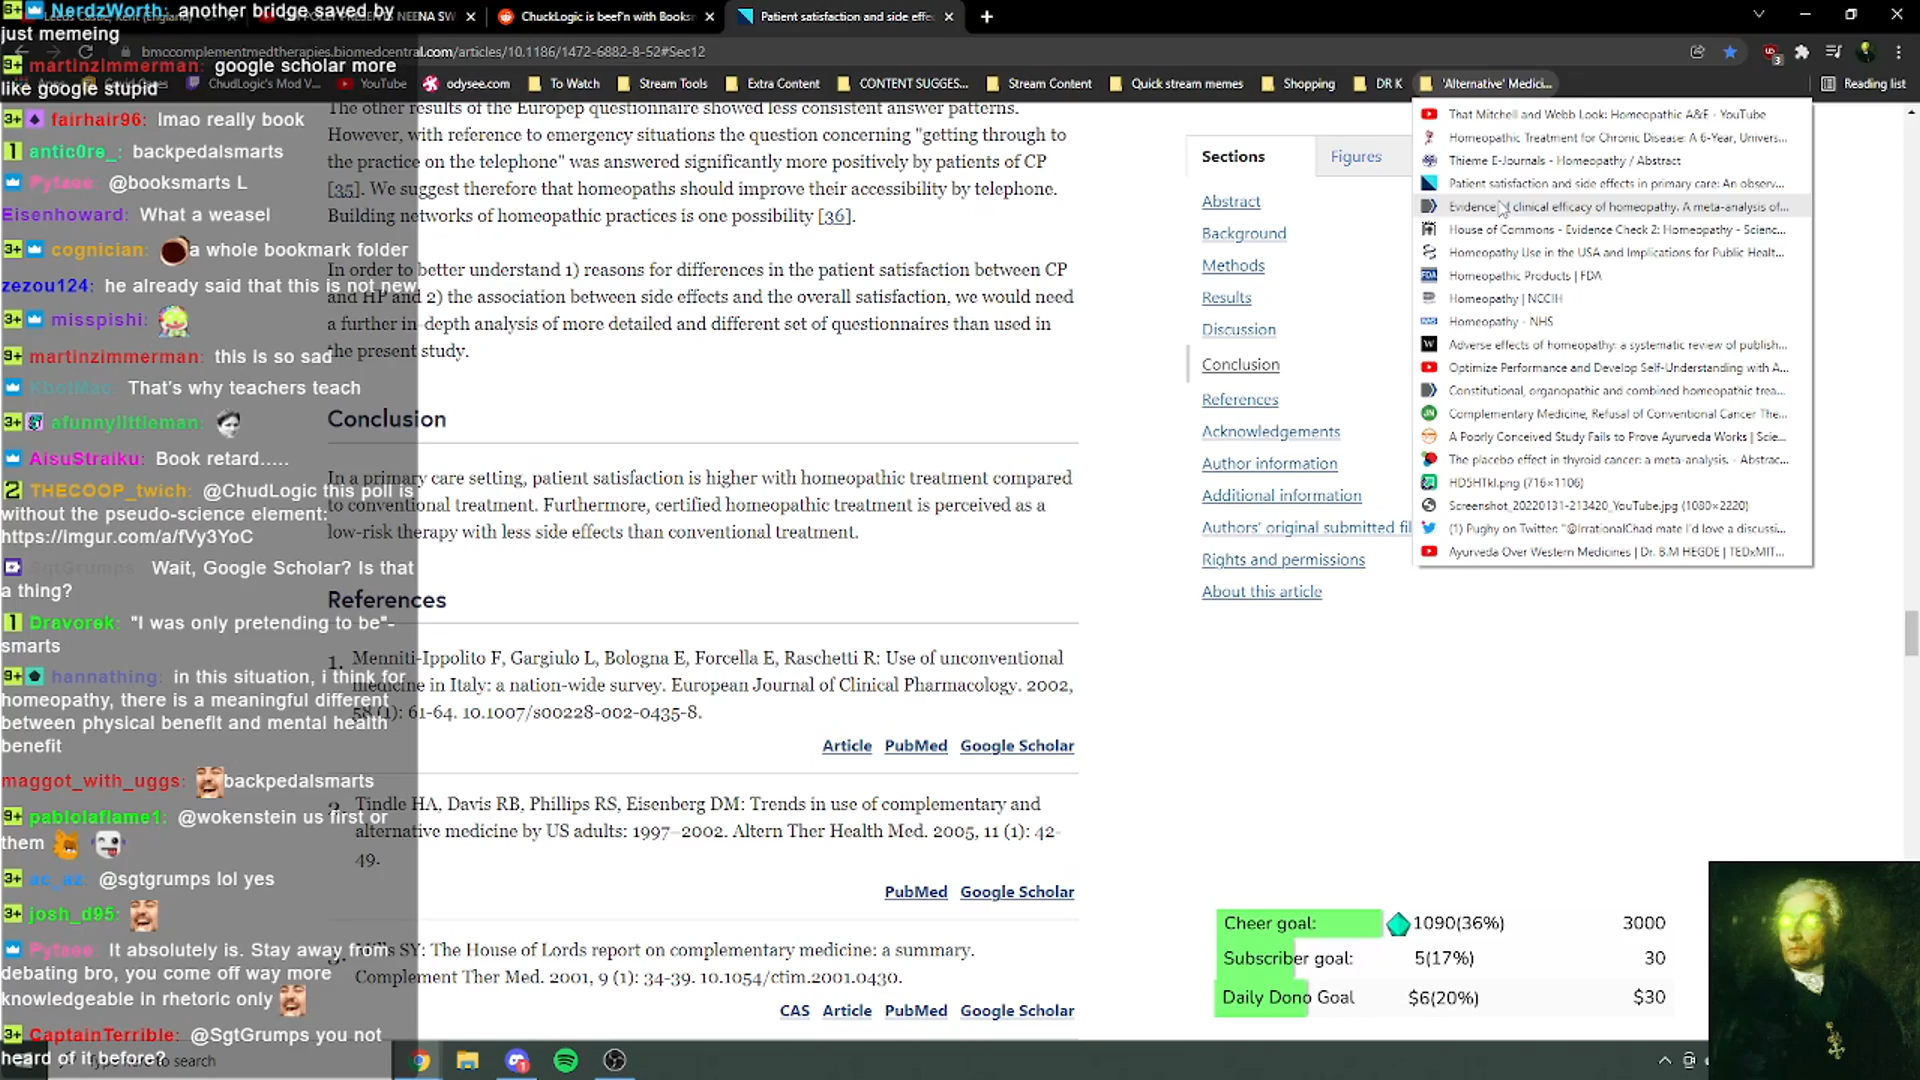 NerdzWorth: another bridge saved by
just memeing
martinzimmerman: google scholar more
like google stupid
fairhair96: lmao really book
antic0re_: backpedalsmarts
Pytaee @booksmarts L
Eisenhoward: What a weasel
cognician: a whole bookmark folder
zezou124: he already said that this is not new
misspishi:
martinzimmerman: this is so sad
KbotMac: That's why teachers teach
afunnylittleman:
AisuStraiku: Book retard.....
THECOOP_twich: @ChudLogic this poll is
without the pseudo-science element:
https://imgur.com/a/fVy3YoC
SgtGrumps: Wait, Google Scholar? Is that
a thing?
Dravorek: "I was only pretending to be"-
smarts
hannathing: in this situation, i think for
homeopathy, there is a meaningful different
between physical benefit and mental health
benefit
maggot_with_uggs: backpedalsmarts
pablolaflame1: @wokenstein us first or
them
ac_az: @sgtgrumps lol yes
josh_d95:
Pytaee: It absolutely is. Stay away from
debating bro, you come off way more
knowledgeable in rhetoric only
CaptainTerrible: @SgtGrumps you not
heard of it before?
to search
NEENA SW
ChuckLogic is beef'n with Books
Patient satisfaction and side effe
bmccomplementmedtherapies.biomedcentral.com/articles/10.1186/1472-6882-8-52#Sec12
ChudLogic's Mod V...
YouTube
odysee.com
To Watch
Stream Tools
Extra Content
CONTENT SUGGES...
Stream Content
Quick stream memes
Shopping
DR K
'Alternative' Medici...
Reading list
The other results of the Europep questionnaire showed less consistent answer patterns.
However, with reference to emergency situations the question concerning "getting through to
the practice on the telephone" was answered significantly more positively by patients of CP
[35]. We suggest therefore that homeopaths should improve their accessibility by telephone.
Building networks of homeopathic practices is one possibility [36].
In order to better understand 1) reasons for differences in the patient satisfaction between CP
and HP and 2) the association between side effects and the overall satisfaction, we would need
a further in-depth analysis of more detailed and different set of questionnaires than used in
the present study.
Conclusion
In a primary care setting, patient satisfaction is higher with homeopathic treatment compared
to conventional treatment. Furthermore, certified homeopathic treatment is perceived as a
low-risk therapy with less side effects than conventional treatment.
References
1. Menniti-Ippolito F, Gargiulo L, Bologna E, Forcella E, Raschetti R: Use of unconventional
medicine in Italy: a nation-wide survey. European Journal of Clinical Pharmacology. 2002,
58 (1): 61-64. 10.1007/s00228-002-0435-8.
Article PubMed Google Scholar
2. Tindle HA, Davis RB, Phillips RS, Eisenberg DM: Trends in use of complementary and
alternative medicine by US adults: 1997–2002. Altern Ther Health Med. 2005, 11 (1): 42-
49.
PubMed Google Scholar
SY: The House of Lords report on complementary medicine: a summary.
Complement Ther Med. 2001, 9 (1): 34-39. 10.1054/ctim.2001.0430.
CAS Article PubMed Google Scholar
Sections
Figures
Abstract
Background
Methods
Results
Discussion
Conclusion
References
Acknowledgements
Author information
Additional information
Authors' original submitted fil
Rights and permissions
About this article
That Mitchell and Webb Look: Homeopathic A&E - YouTube
Homeopathic Treatment for Chronic Disease: A 6-Year, Univers...
Thieme E-Journals - Homeopathy / Abstract
Patient satisfaction and side effects in primary care: An observ...
Evidence clinical efficacy of homeopathy. A meta-analysis of...
House of Commons - Evidence Check 2: Homeopathy - Scienc...
Homeopathy Use in the USA and Implications for Public Healt...
FDA Homeopathic Products | FDA
Homeopathy | NCCIH
Homeopathy - NHS
W Adverse effects of homeopathy: a systematic review of publish...
Optimize Performance and Develop Self-Understanding with A...
Constitutional, organopathic and combined homeopathic trea...
JN Complementary Medicine, Refusal of Conventional Cancer The...
A Poorly Conceived Study Fails to Prove Ayurveda Works | Scie...
The placebo effect in thyroid cancer: a meta-analysis. - Abstrac...
HD5HTkI.png (716×1106)
Screenshot_20220131-213420_YouTube.jpg (1080×2220)
(1) Pughy on Twitter: "@IrrationalChad mate I'd love a discussi...
Ayurveda Over Western Medicines | Dr. B.M HEGDE | TEDxMIT...
Cheer goal: 1090(36%) 3000
Subscriber goal: 5(17%) 30
Daily Dono Goal $6(20%) $30